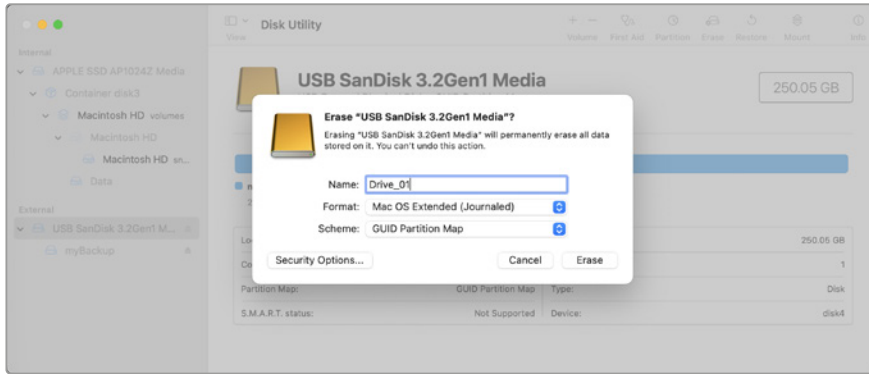 Disk Utility
View
Volume First Aid Partition Erase Restore Mount Info
Internal
APPLE SSD AP1024Z Media
Container disk3
Macintosh HD volumes
Macintosh HD
Macintosh HD sn...
Data
External
USB SanDisk 3.2Gen1 M...
myBackup
USB SanDisk 3.2Gen1 Media
250.05 GB
Erase “USB SanDisk 3.2Gen1 Media”?
Erasing “USB SanDisk 3.2Gen1 Media” will permanently erase all data
stored on it. You can't undo this action.
Name: Drive_01
Format: Mac OS Extended (Journaled)
Scheme: GUID Partition Map
Security Options... Cancel Erase
250.05 GB
1
Partition Map: GUID Partition Map Type: Disk
S.M.A.R.T. status: Not Supported Device: disk4